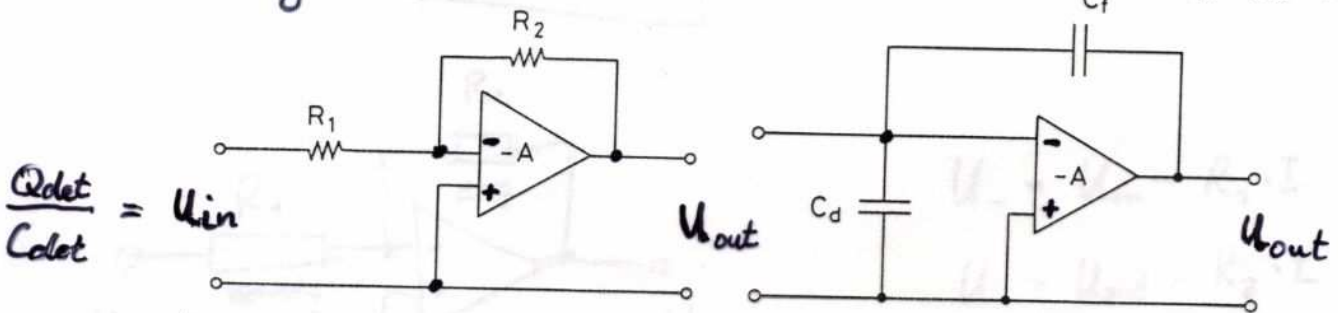 R₂
R₁
-
-A
+
Qdet
Cdet
= Uin
Uout
Cf
-
-A
+
Cd
Uout